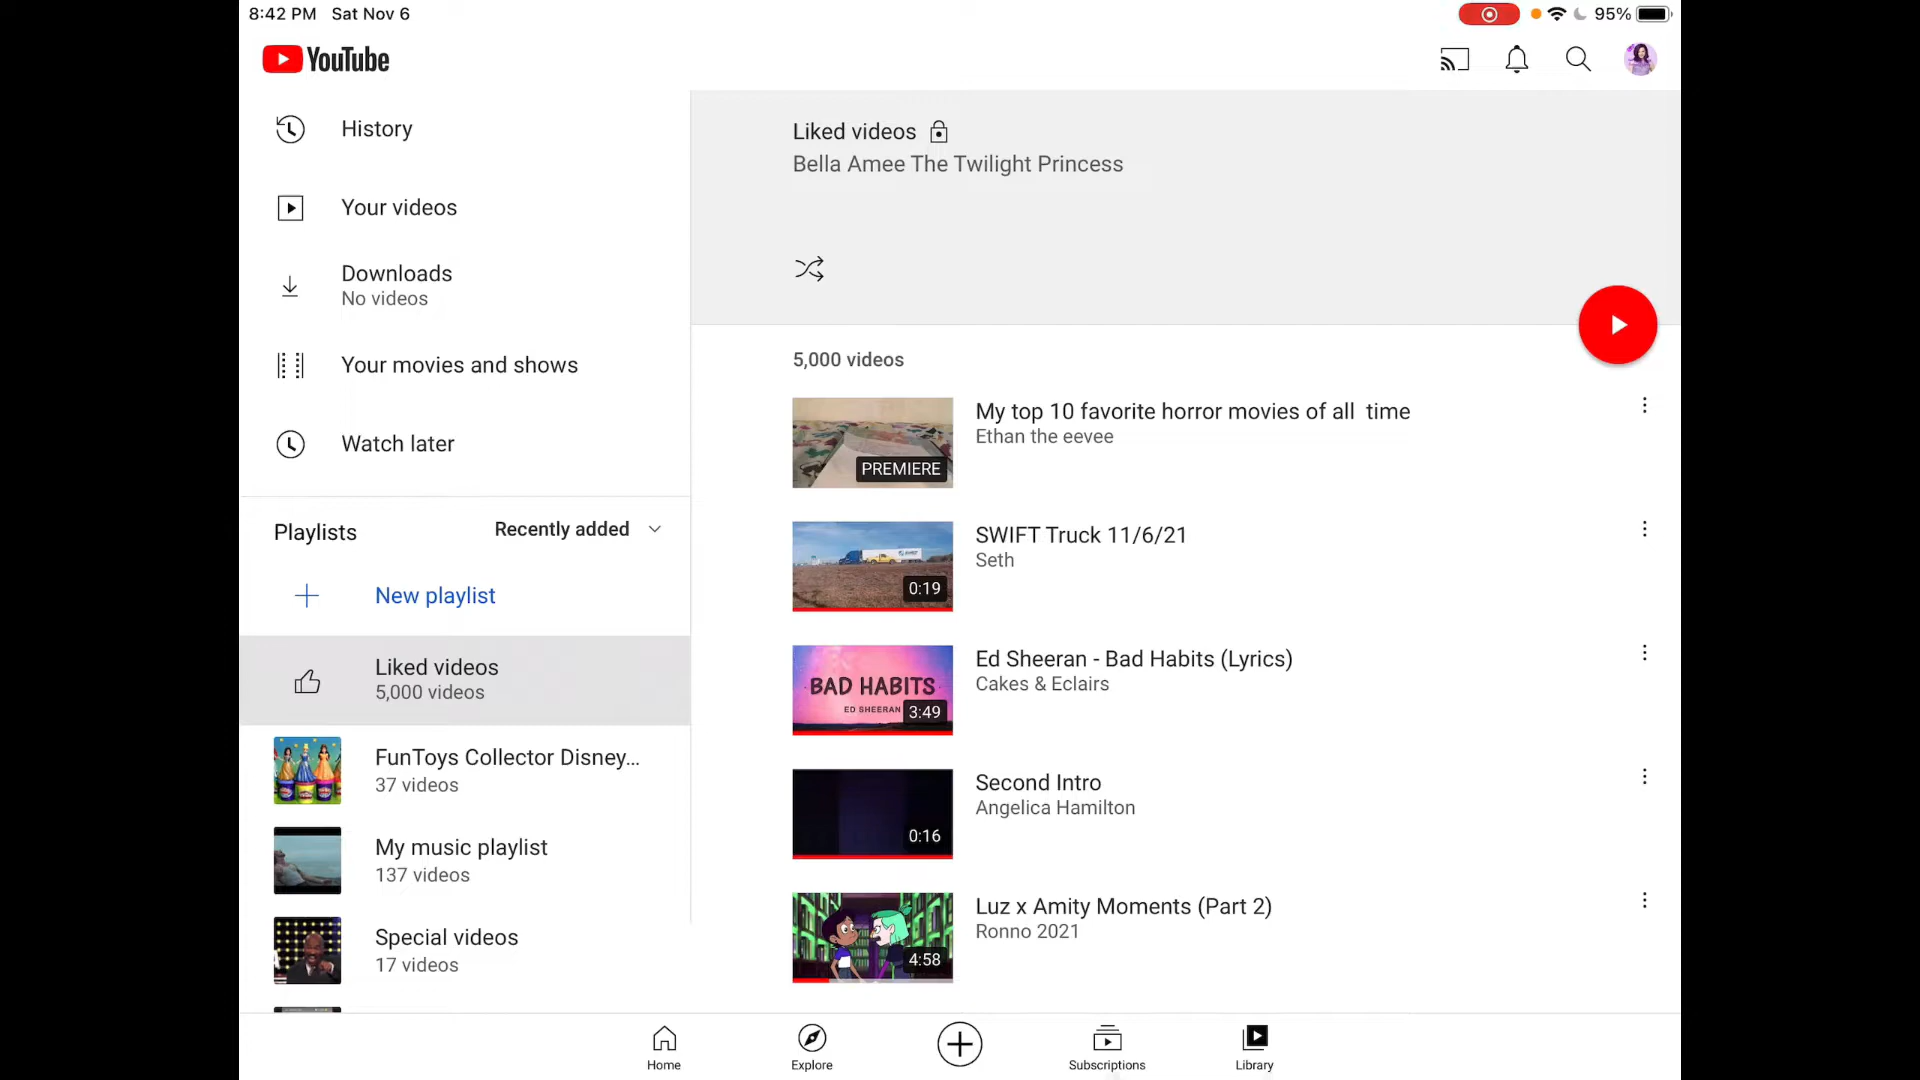 8:42 PM Sat Nov 6
95%
YouTube
History
Your videos
Downloads
No videos
Your movies and shows
Watch later
Playlists
Recently added
New playlist
Liked videos
5,000 videos
FunToys Collector Disney...
37 videos
My music playlist
137 videos
Special videos
17 videos
Liked videos
Bella Amee The Twilight Princess
5,000 videos
PREMIERE
My top 10 favorite horror movies of all time
Ethan the eevee
0:19
SWIFT Truck 11/6/21
Seth
BAD HABITS
ED SHEERAN
3:49
Ed Sheeran - Bad Habits (Lyrics)
Cakes & Eclairs
0:16
Second Intro
Angelica Hamilton
4:58
Luz x Amity Moments (Part 2)
Ronno 2021
Home
Explore
Subscriptions
Library